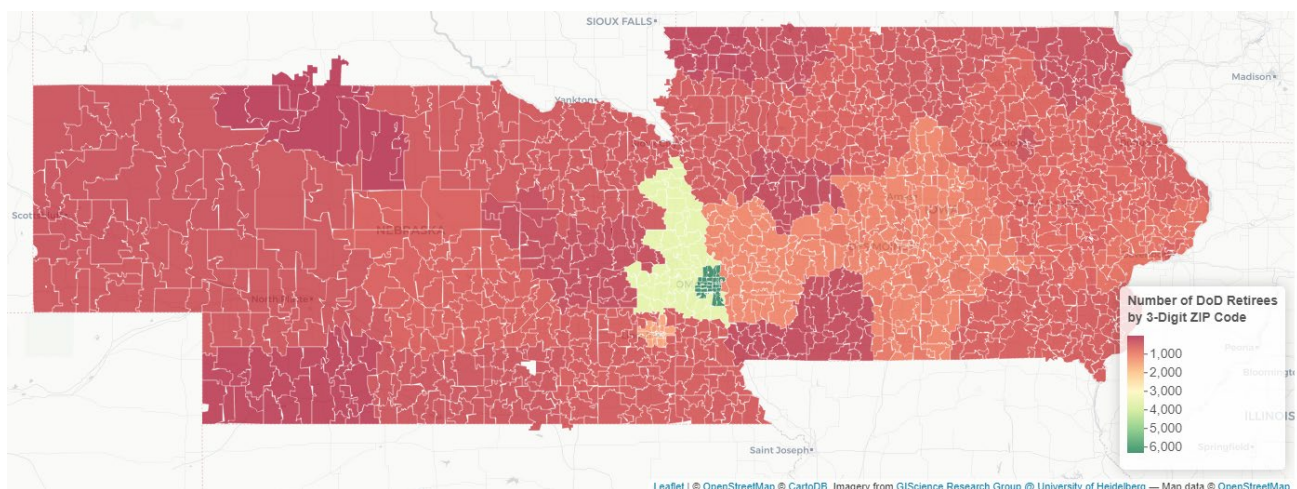 SIOUX FALLS
Madison
Yankton
Scotts
NEBRASKA
North Platte
Number of DoD Retirees
by 3-Digit ZIP Code
1,000
2,000
3,000
4,000
5,000
6,000
Peoria
Bloomington
ILLINOIS
Springfield
Saint Joseph
Leaflet | © OpenStreetMap © CartoDB, Imagery from GIScience Research Group @ University of Heidelberg — Map data © OpenStreetMap